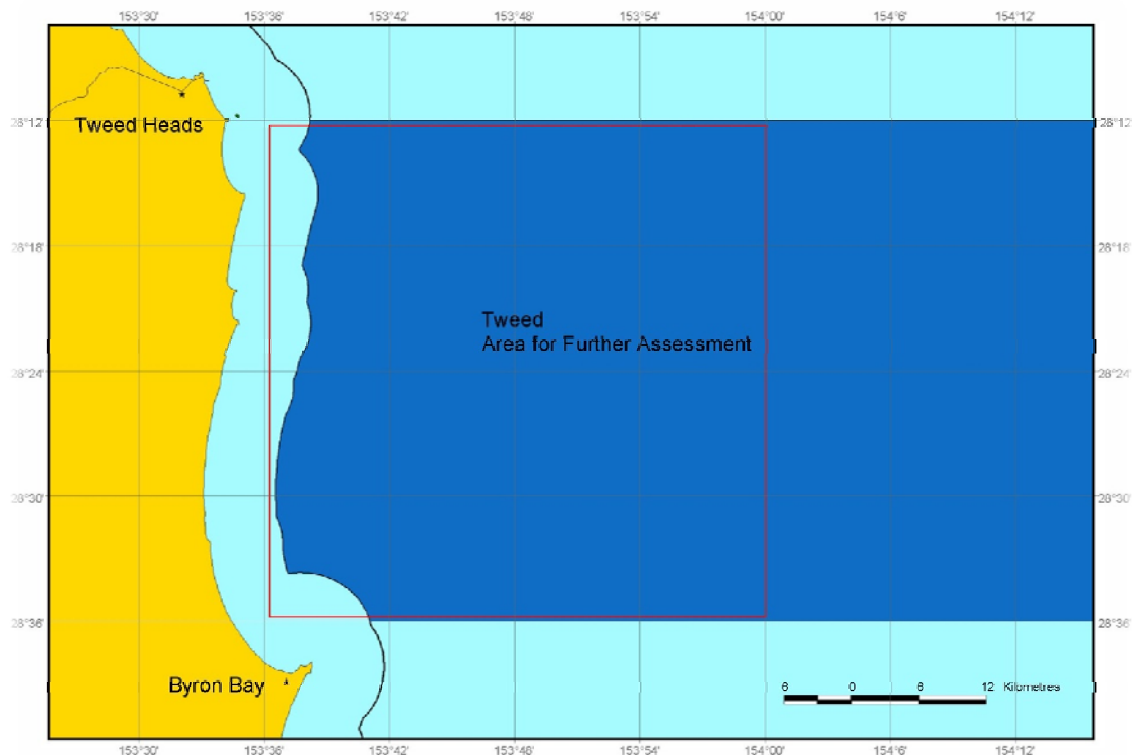 153°30' 153°36' 153°42' 153°48' 153°54' 154°00' 154°6' 154°12'
Tweed Heads
28°12' 28°12'
28°18' 28°18'
Tweed
Area for Further Assessment
28°24' 28°24'
28°30' 28°30'
28°36' 28°36'
Byron Bay
6 0 6 12 Kilometres
153°30' 153°36' 153°42' 153°48' 153°54' 154°00' 154°6' 154°12'